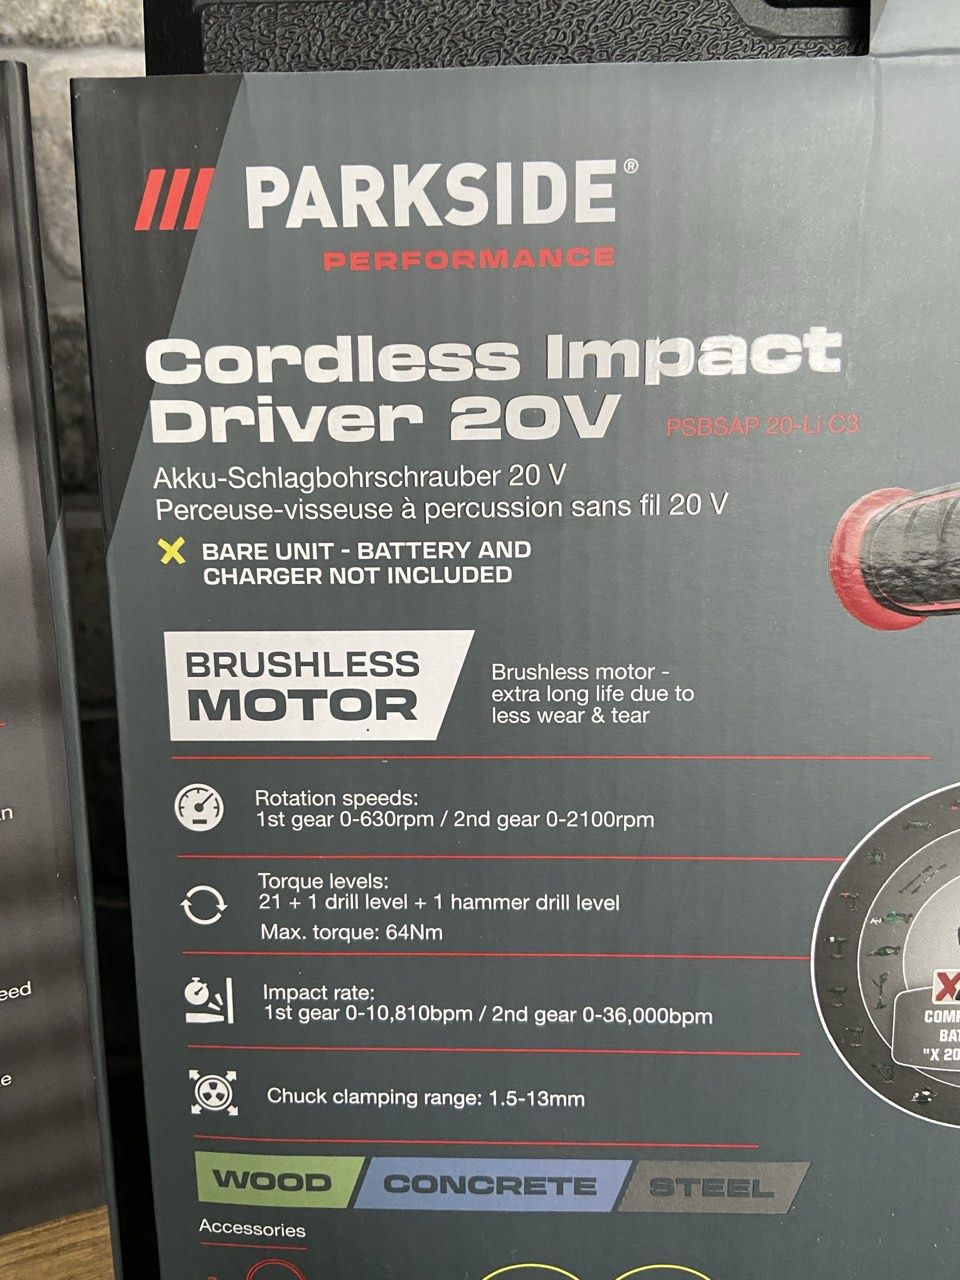 PARKSIDE®
PERFORMANCE
Cordless Impact
Driver 20V PSBSAP 20-Li C3
Akku-Schlagbohrschrauber 20 V
Perceuse-visseuse à percussion sans fil 20 V
BARE UNIT - BATTERY AND
CHARGER NOT INCLUDED
BRUSHLESS
MOTOR
Brushless motor -
extra long life due to
less wear & tear
Rotation speeds:
1st gear 0-630rpm / 2nd gear 0-2100rpm
Torque levels:
21 + 1 drill level + 1 hammer drill level
Max. torque: 64Nm
Impact rate:
1st gear 0-10,810bpm / 2nd gear 0-36,000bpm
Chuck clamping range: 1.5-13mm
WOOD CONCRETE STEEL
Accessories
X
COMP
BAT
"X 20